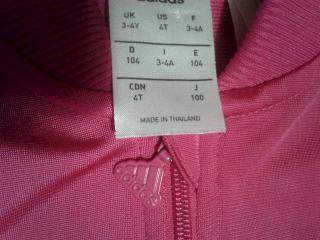 adidas
UK US F
3-4Y 4T 3-4A
D I E
104 3-4A 104
CDN J
4T 100
MADE IN THAILAND
adidas